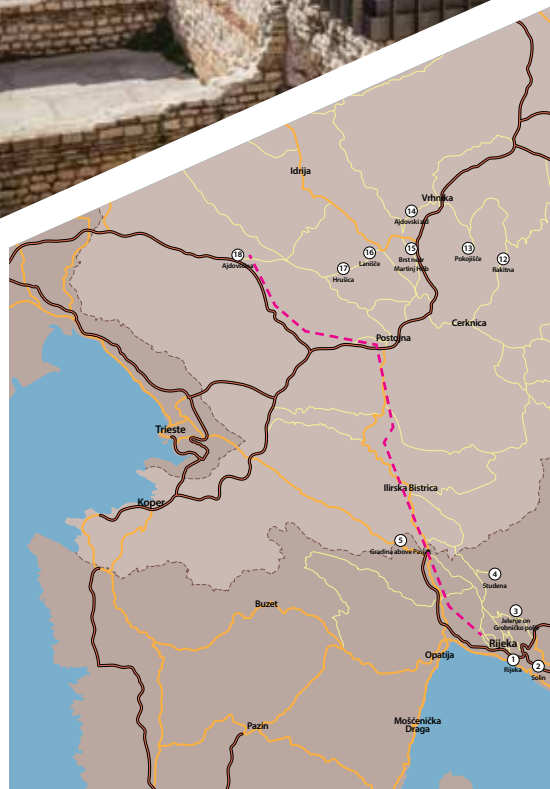 Idrija
Vrhnika
14
Ajdovski zid
18
Ajdovščina
16
Lanišče
15
Brst near
Martinj Hrib
13
Pokojišče
12
Rakitna
17
Hrušica
Postojna
Cerknica
Trieste
Koper
Ilirska Bistrica
5
Gradina above Pasjak
4
Studena
3
Jelenje on
Grobničko polje
Buzet
Rijeka
Opatija
1
Rijeka
2
Solin
Mošćenička
Draga
Pazin